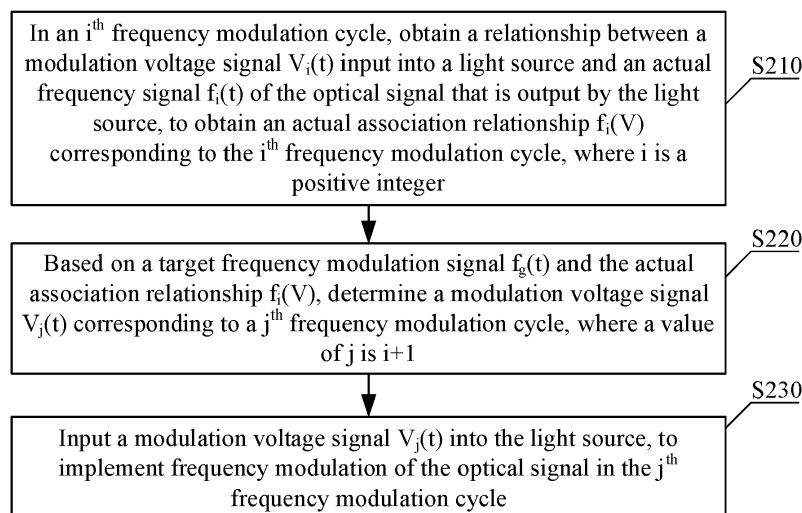 In an iᵗʰ frequency modulation cycle, obtain a relationship between a
modulation voltage signal Vᵢ(t) input into a light source and an actual
frequency signal fᵢ(t) of the optical signal that is output by the light
source, to obtain an actual association relationship fᵢ(V)
corresponding to the iᵗʰ frequency modulation cycle, where i is a
positive integer
S210
Based on a target frequency modulation signal f_g(t) and the actual
association relationship fᵢ(V), determine a modulation voltage signal
Vⱼ(t) corresponding to a jᵗʰ frequency modulation cycle, where a value
of j is i+1
S220
Input a modulation voltage signal Vⱼ(t) into the light source, to
implement frequency modulation of the optical signal in the jᵗʰ
frequency modulation cycle
S230